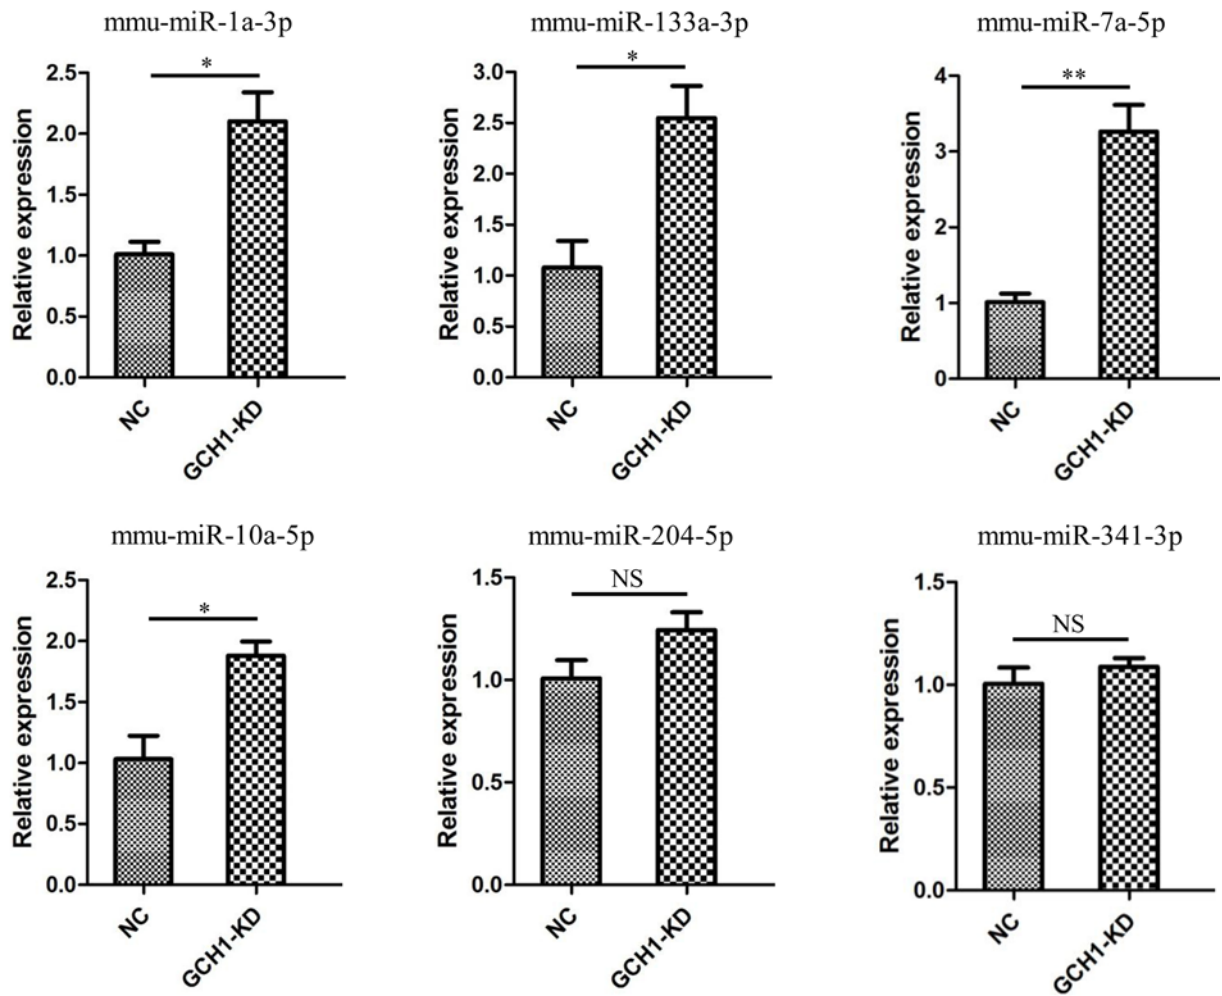 mmu-miR-1a-3p
*
Relative expression
2.5
2.0
1.5
1.0
0.5
0.0
NC
GCH1-KD
mmu-miR-133a-3p
*
Relative expression
3.0
2.5
2.0
1.5
1.0
0.5
0.0
NC
GCH1-KD
mmu-miR-7a-5p
**
Relative expression
4
3
2
1
0
NC
GCH1-KD
mmu-miR-10a-5p
*
Relative expression
2.5
2.0
1.5
1.0
0.5
0.0
NC
GCH1-KD
mmu-miR-204-5p
NS
Relative expression
1.5
1.0
0.5
0.0
NC
GCH1-KD
mmu-miR-341-3p
NS
Relative expression
1.5
1.0
0.5
0.0
NC
GCH1-KD